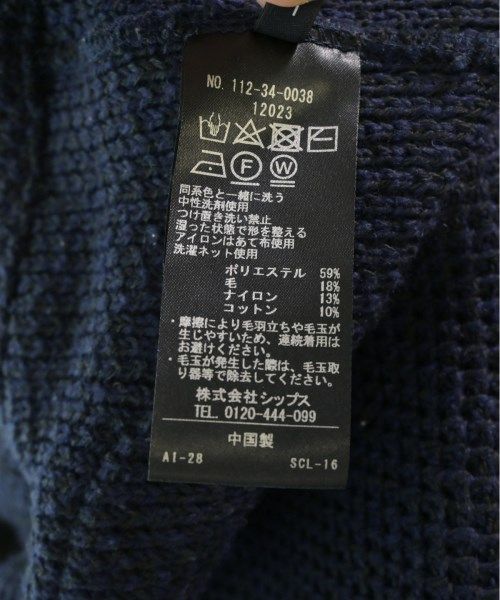 NO. 112-34-0038
12023
F
W
同系色と一緒に洗う
中性洗剤使用
つけ置き洗い禁止
湿った状態で形を整える
アイロンはあて布使用
洗濯ネット使用
ポリエステル 59%
毛 18%
ナイロン 13%
コットン 10%
・摩擦により毛羽立ちや毛玉が
生じやすいため、連続着用は
お避けください。
・毛玉が発生した際は、毛玉取
り器等で除去してください。
株式会社シップス
TEL. 0120-444-099
中国製
AI-28 SCL-16